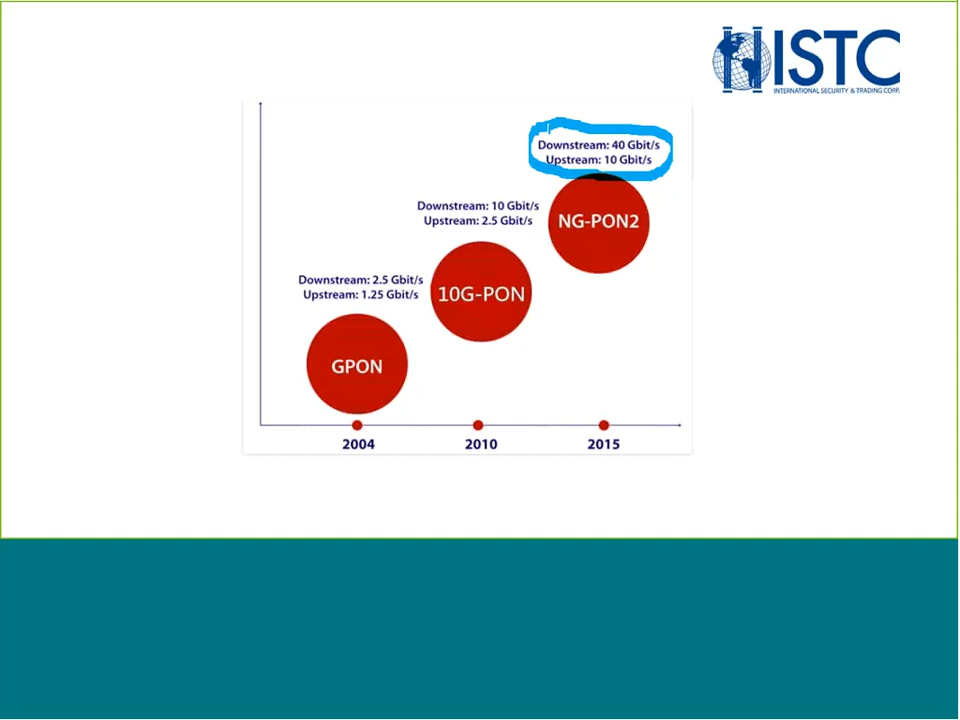 ISTC
INTERNATIONAL SECURITY & TRADING CORP.
Downstream: 40 Gbit/s
Upstream: 10 Gbit/s
NG-PON2
Downstream: 10 Gbit/s
Upstream: 2.5 Gbit/s
10G-PON
Downstream: 2.5 Gbit/s
Upstream: 1.25 Gbit/s
GPON
2004
2010
2015